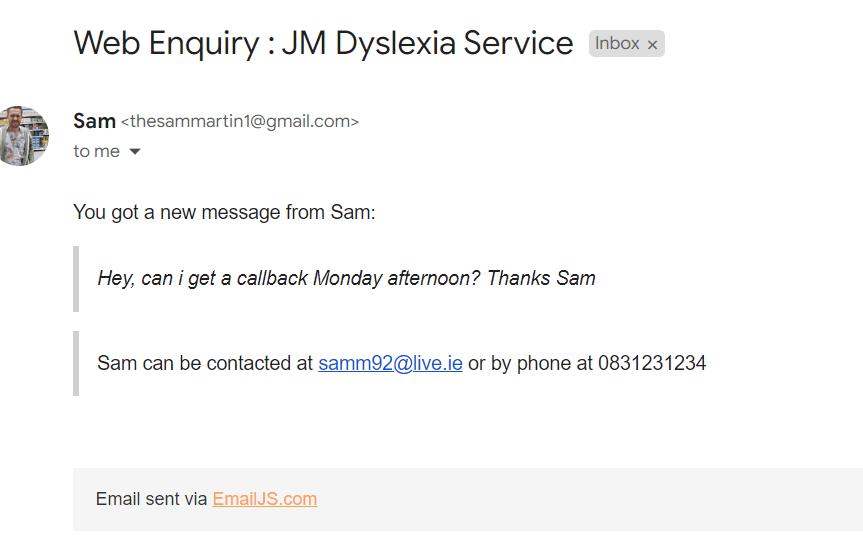 Web Enquiry : JM Dyslexia Service Inbox ×
Sam <thesammartin1@gmail.com>
to me
You got a new message from Sam:
Hey, can i get a callback Monday afternoon? Thanks Sam
Sam can be contacted at samm92@live.ie or by phone at 0831231234
Email sent via EmailJS.com